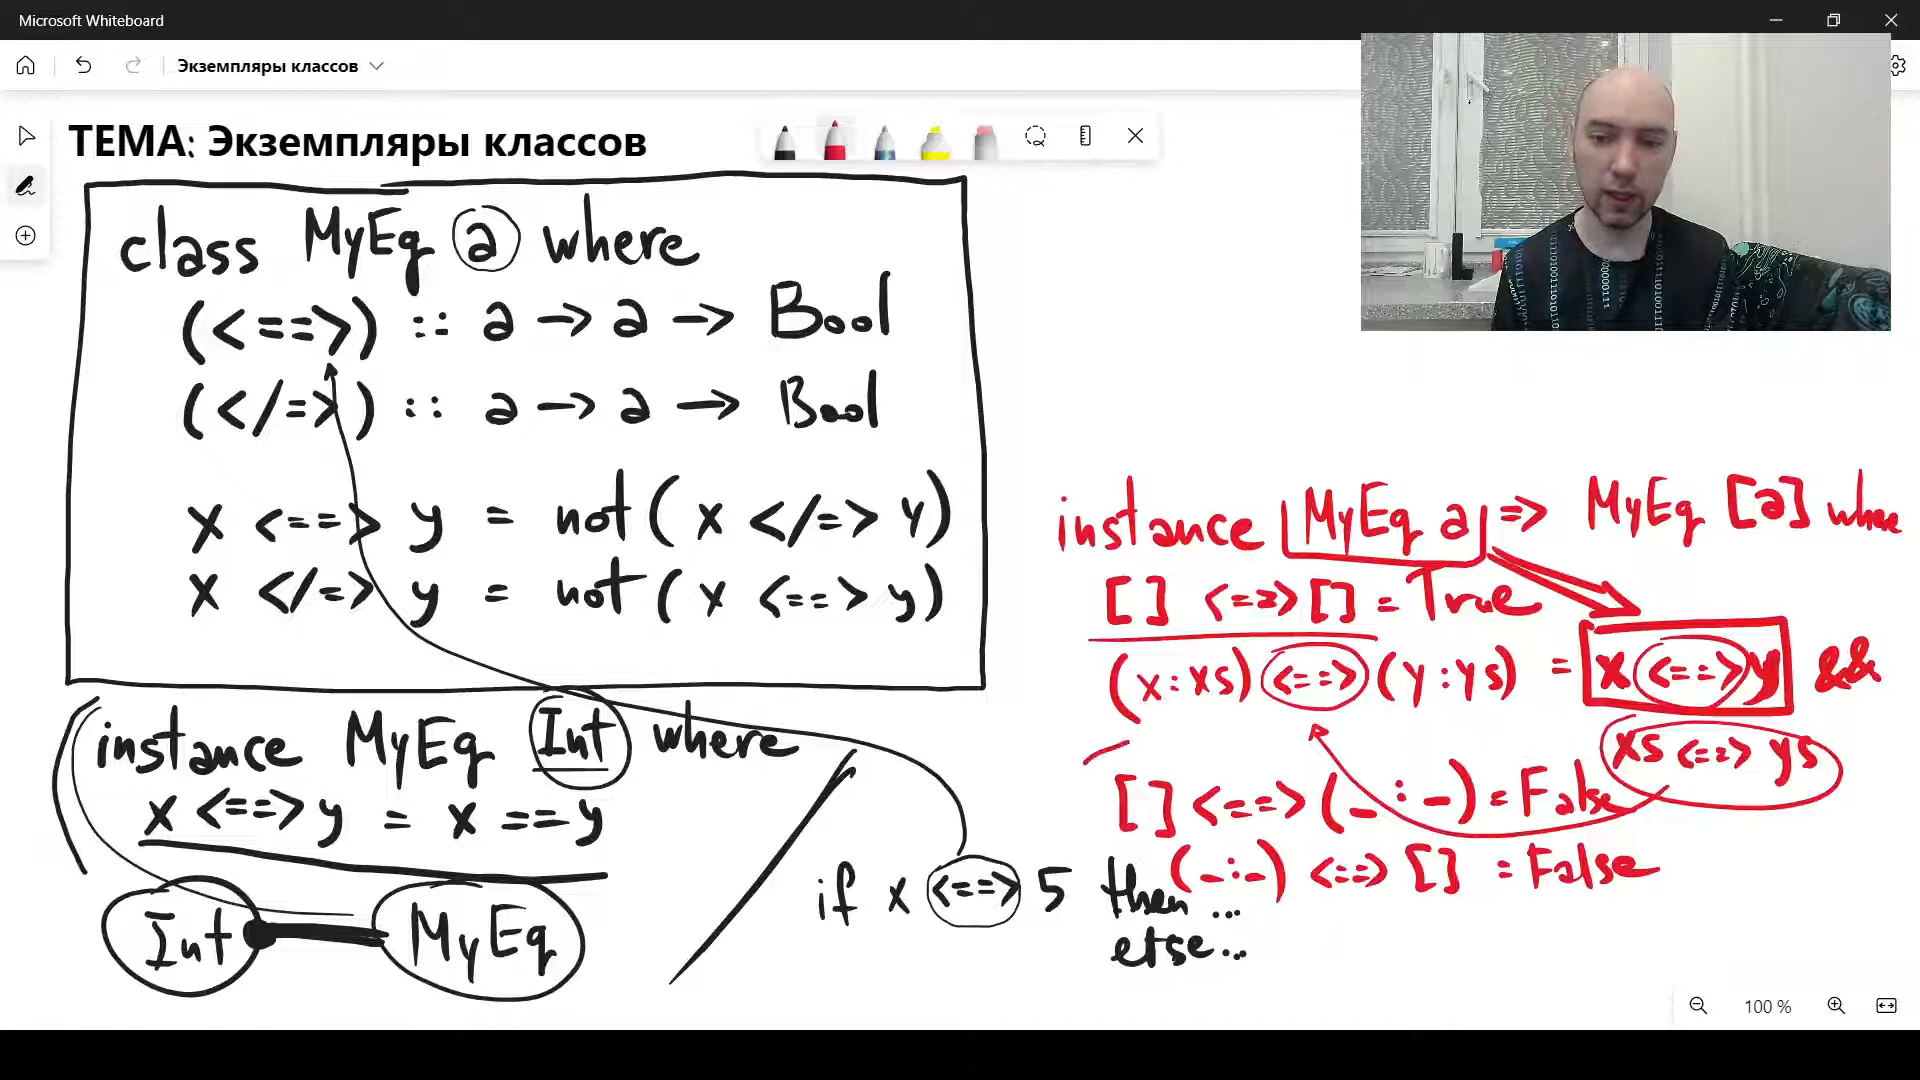 Microsoft Whiteboard
Экземпляры классов
ТЕМА: Экземпляры классов
class MyEq a where
(<==>) :: a -> a -> Bool
(</=>) :: a -> a -> Bool
x <==> y = not (x </=> y)
x </=> y = not (x <==> y)
instance MyEq Int where
x <==> y = x == y
Int MyEq
if x <==> 5 then ...
else...
instance MyEq a => MyEq [a] where
[] <==> [] = True
(x:xs) <==> (y:ys) = x <==> y &&
xs <==> ys
[] <==> (_:_) = False
(_:_) <==> [] = False
100 %